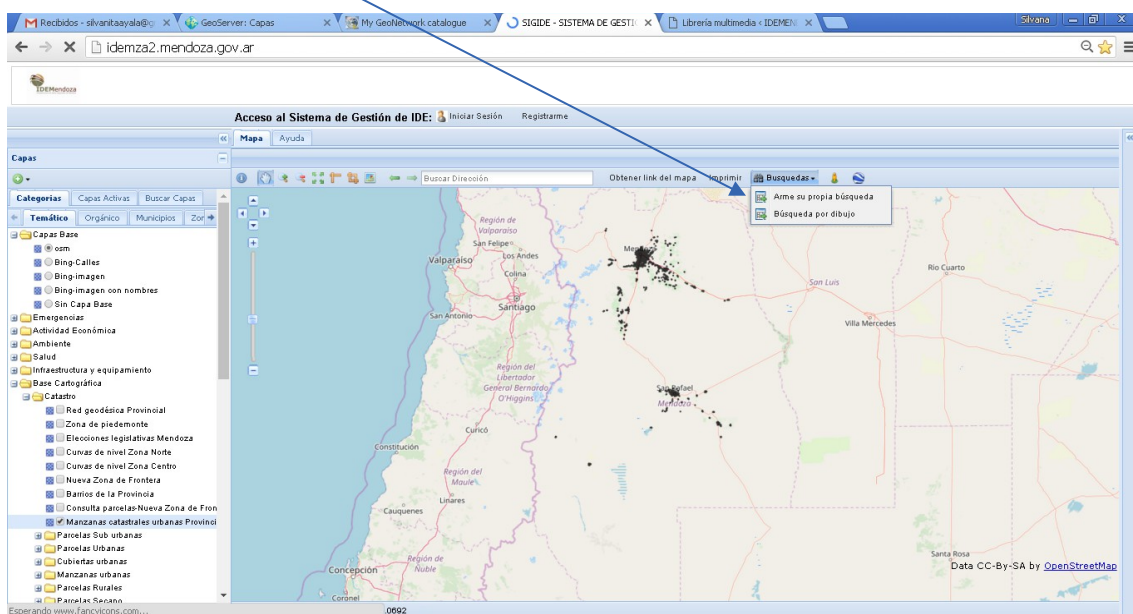 Recibidos - silvanitaayala@g
GeoServer: Capas
My GeoNetwork catalogue
SIGIDE - SISTEMA DE GESTI
Librería multimedia ‹ IDEMEN
Silvana
idemza2.mendoza.gov.ar
IDEMendoza
Acceso al Sistema de Gestión de IDE: Iniciar Sesión Registrarme
Mapa Ayuda
Capas
Buscar Dirección Obtener link del mapa Imprimir Busquedas
Arme su propia búsqueda
Búsqueda por dibujo
Categorias Capas Activas Buscar Capas
Temático Orgánico Municipios Zor
Capas Base
osm
Bing-Calles
Bing-imagen
Bing-imagen con nombres
Sin Capa Base
Emergencias
Actividad Económica
Ambiente
Salud
Infraestructura y equipamiento
Base Cartográfica
Catastro
Red geodésica Provincial
Zona de piedemonte
Elecciones legislativas Mendoza
Curvas de nivel Zona Norte
Curvas de nivel Zona Centro
Nueva Zona de Frontera
Barrios de la Provincia
Consulta parcelas-Nueva Zona de Fron
Manzanas catastrales urbanas Provinci
Parcelas Sub urbanas
Parcelas Urbanas
Cubiertas urbanas
Manzanas urbanas
Parcelas Rurales
Parcelas Secano
Región de
Valparaíso
San Felipe
Los Andes
Valparaíso
Colina
Santiago
San Antonio
Región del
Libertador
General Bernardo
O'Higgins
Curicó
Constitución
Región del
Maule
Linares
Cauquenes
Región de
Ñuble
Concepción
Coronel
San Rafael
Mendoza
San Luis
Río Cuarto
Villa Mercedes
Santa Rosa
Data CC-By-SA by OpenStreetMap
Esperando www.fancyicons.com...
.0692